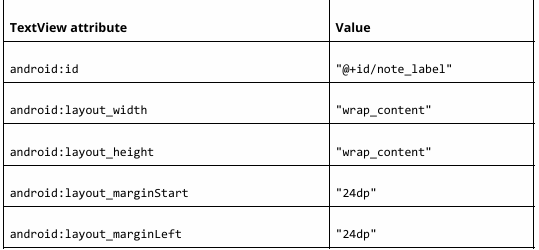 TextView attribute Value
android:id "@+id/note_label"
android:layout_width "wrap_content"
android:layout_height "wrap_content"
android:layout_marginStart "24dp"
android:layout_marginLeft "24dp"